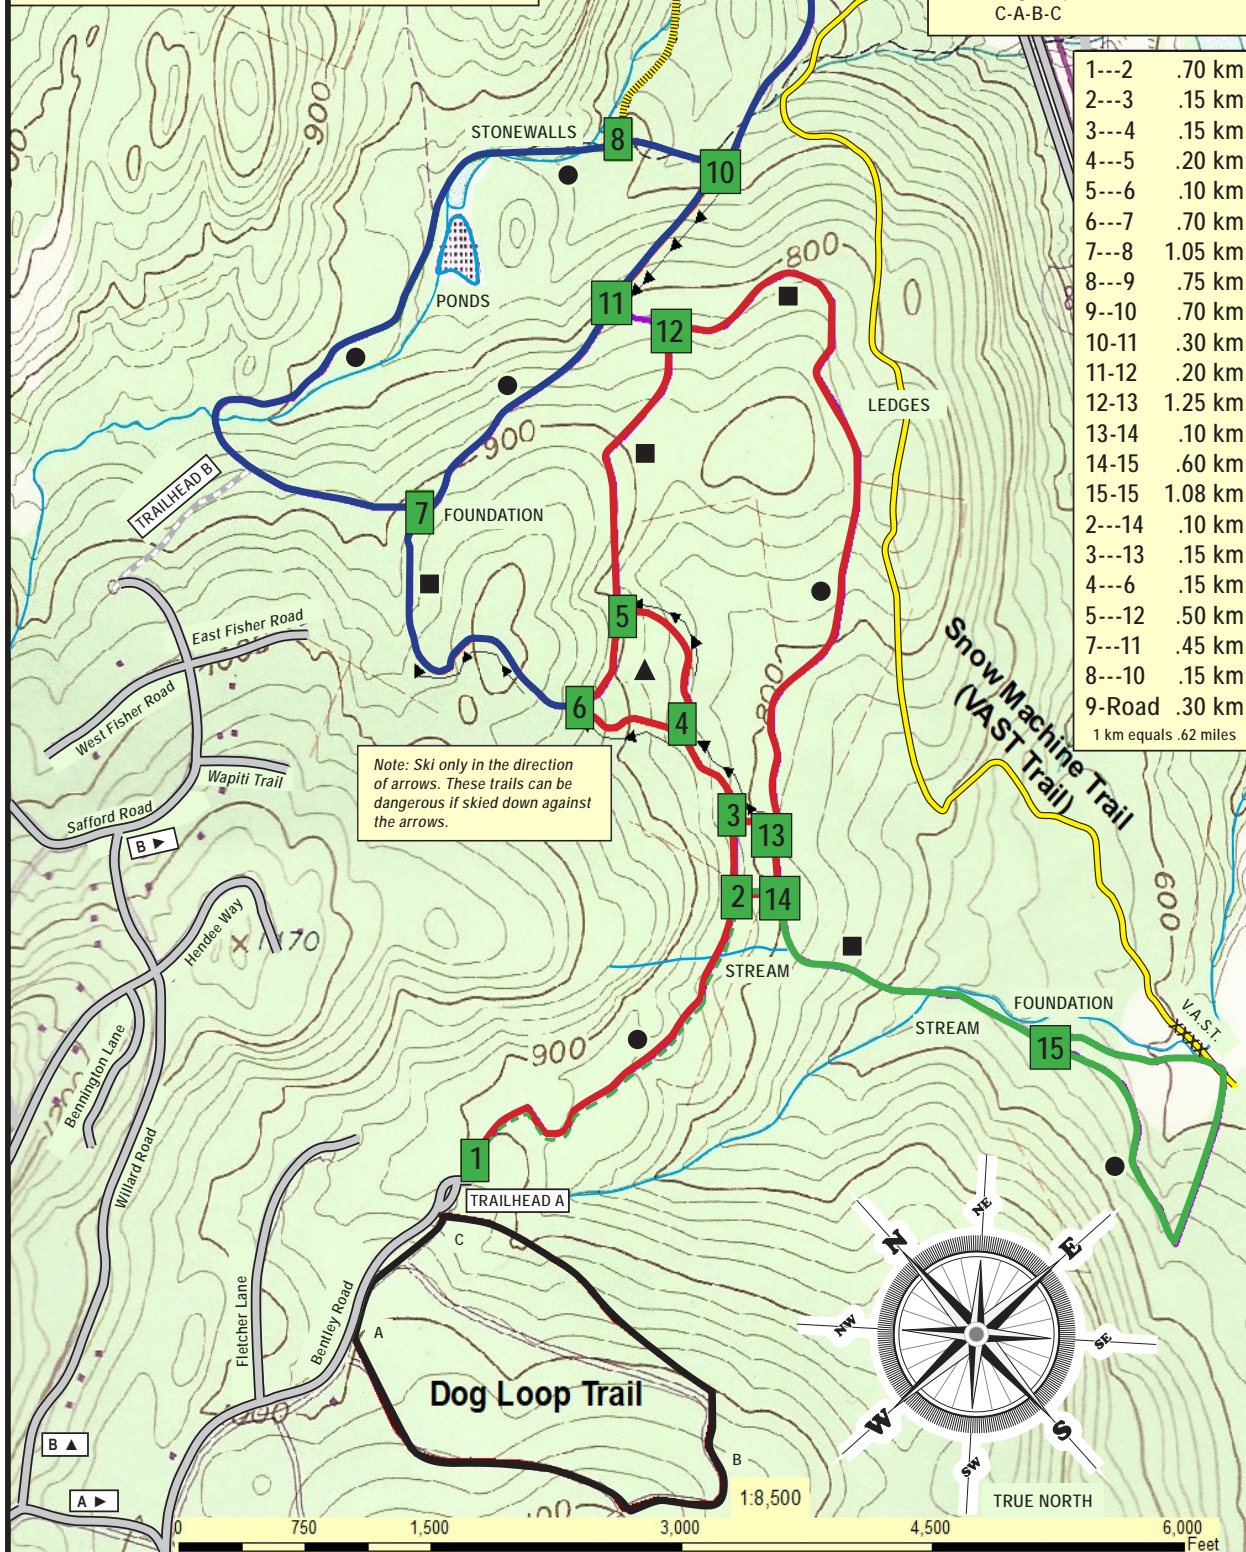 C-A-B-C
1---2 .70 km
2---3 .15 km
3---4 .15 km
4---5 .20 km
5---6 .10 km
6---7 .70 km
7---8 1.05 km
8---9 .75 km
9--10 .70 km
10-11 .30 km
11-12 .20 km
12-13 1.25 km
13-14 .10 km
14-15 .60 km
15-15 1.08 km
2---14 .10 km
3---13 .15 km
4---6 .15 km
5---12 .50 km
7---11 .45 km
8---10 .15 km
9-Road .30 km
1 km equals .62 miles
900
STONEWALLS
8
10
PONDS
800
11
12
LEDGES
900
TRAILHEAD B
7
FOUNDATION
East Fisher Road
5
West Fisher Road
Wapiti Trail
Safford Road
B ►
6
4
800
Snow Machine Trail
(VAST Trail)
Note: Ski only in the direction
of arrows. These trails can be
dangerous if skied down against
the arrows.
3
13
2
14
600
Hendee Way
STREAM
FOUNDATION
STREAM
V.A.S.T.
XXXX
15
900
Bennington Lane
Willard Road
1
TRAILHEAD A
C
Fletcher Lane
Bentley Road
A
Dog Loop Trail
B
N
NE
E
SE
S
SW
W
NW
TRUE NORTH
B ▲
A ►
1:8,500
0 750 1,500 3,000 4,500 6,000
Feet